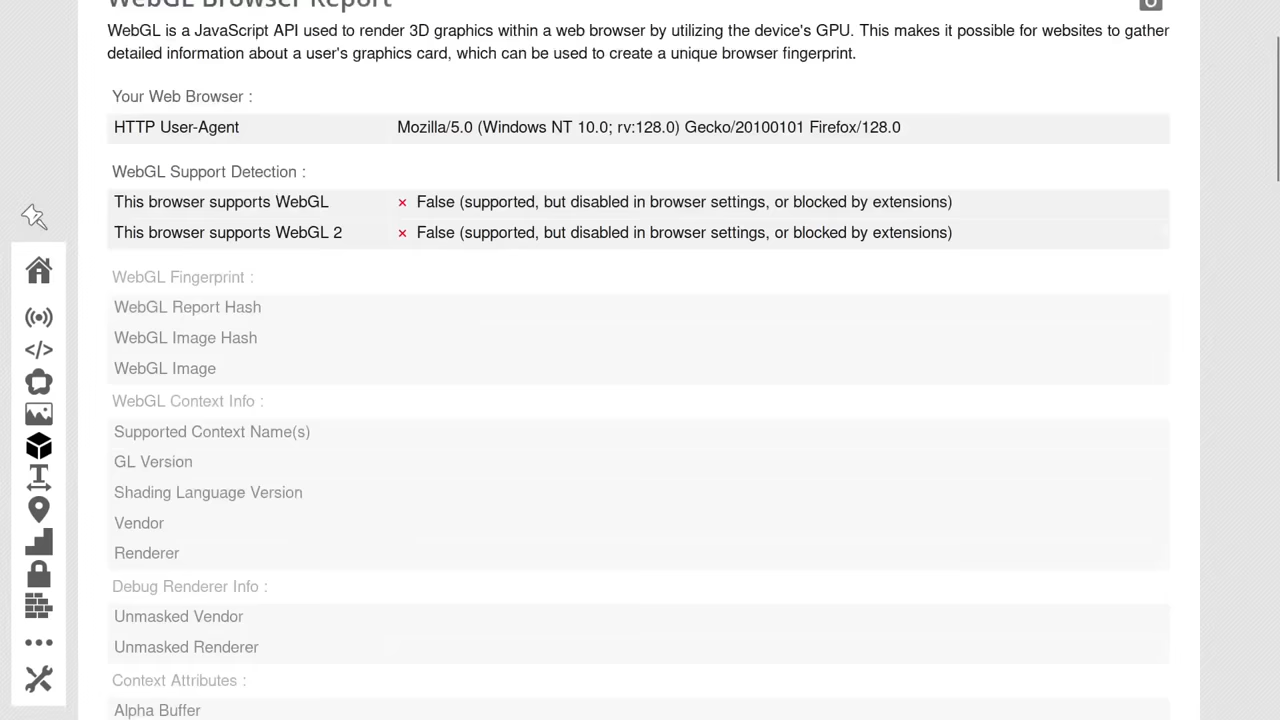 WebGL Browser Report
WebGL is a JavaScript API used to render 3D graphics within a web browser by utilizing the device's GPU. This makes it possible for websites to gather
detailed information about a user's graphics card, which can be used to create a unique browser fingerprint.
Your Web Browser :
HTTP User-Agent Mozilla/5.0 (Windows NT 10.0; rv:128.0) Gecko/20100101 Firefox/128.0
WebGL Support Detection :
This browser supports WebGL × False (supported, but disabled in browser settings, or blocked by extensions)
This browser supports WebGL 2 × False (supported, but disabled in browser settings, or blocked by extensions)
WebGL Fingerprint :
WebGL Report Hash
WebGL Image Hash
WebGL Image
WebGL Context Info :
Supported Context Name(s)
GL Version
Shading Language Version
Vendor
Renderer
Debug Renderer Info :
Unmasked Vendor
Unmasked Renderer
Context Attributes :
Alpha Buffer